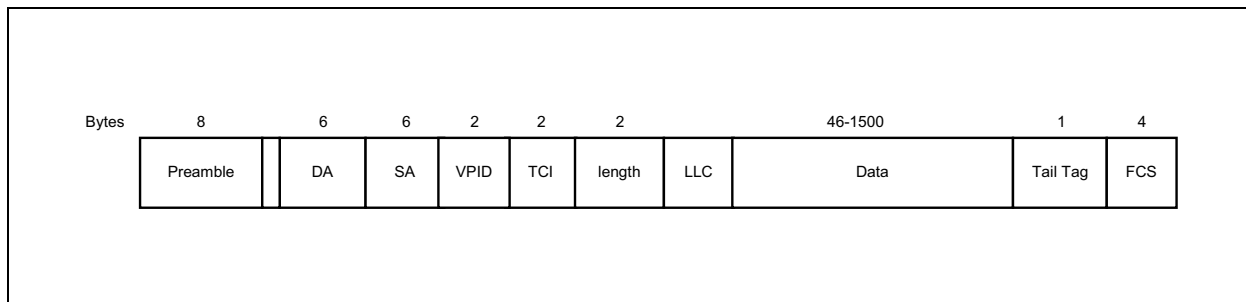 Bytes 8 6 6 2 2 2 46-1500 1 4
Preamble DA SA VPID TCI length LLC Data Tail Tag FCS